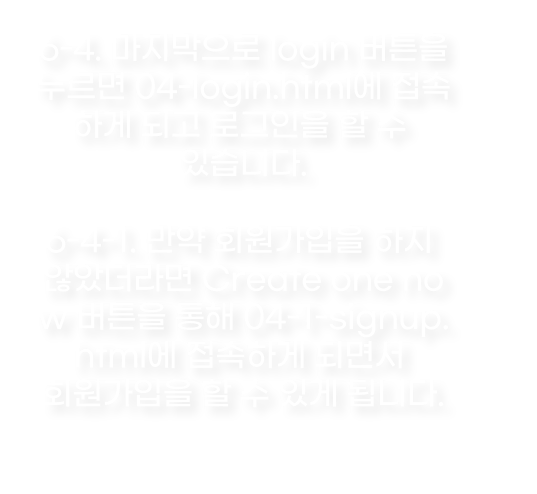 6-4. 마지막으로 login 버튼을
누르면 04-login.html에 접속
하게 되고 로그인을 할 수
있습니다.
6-4-1. 만약 회원가입을 하지
않았더라면 Create one no
w 버튼을 통해 04-1-signup.
html에 접속하게 되면서
회원가입을 할 수 있게 됩니다.